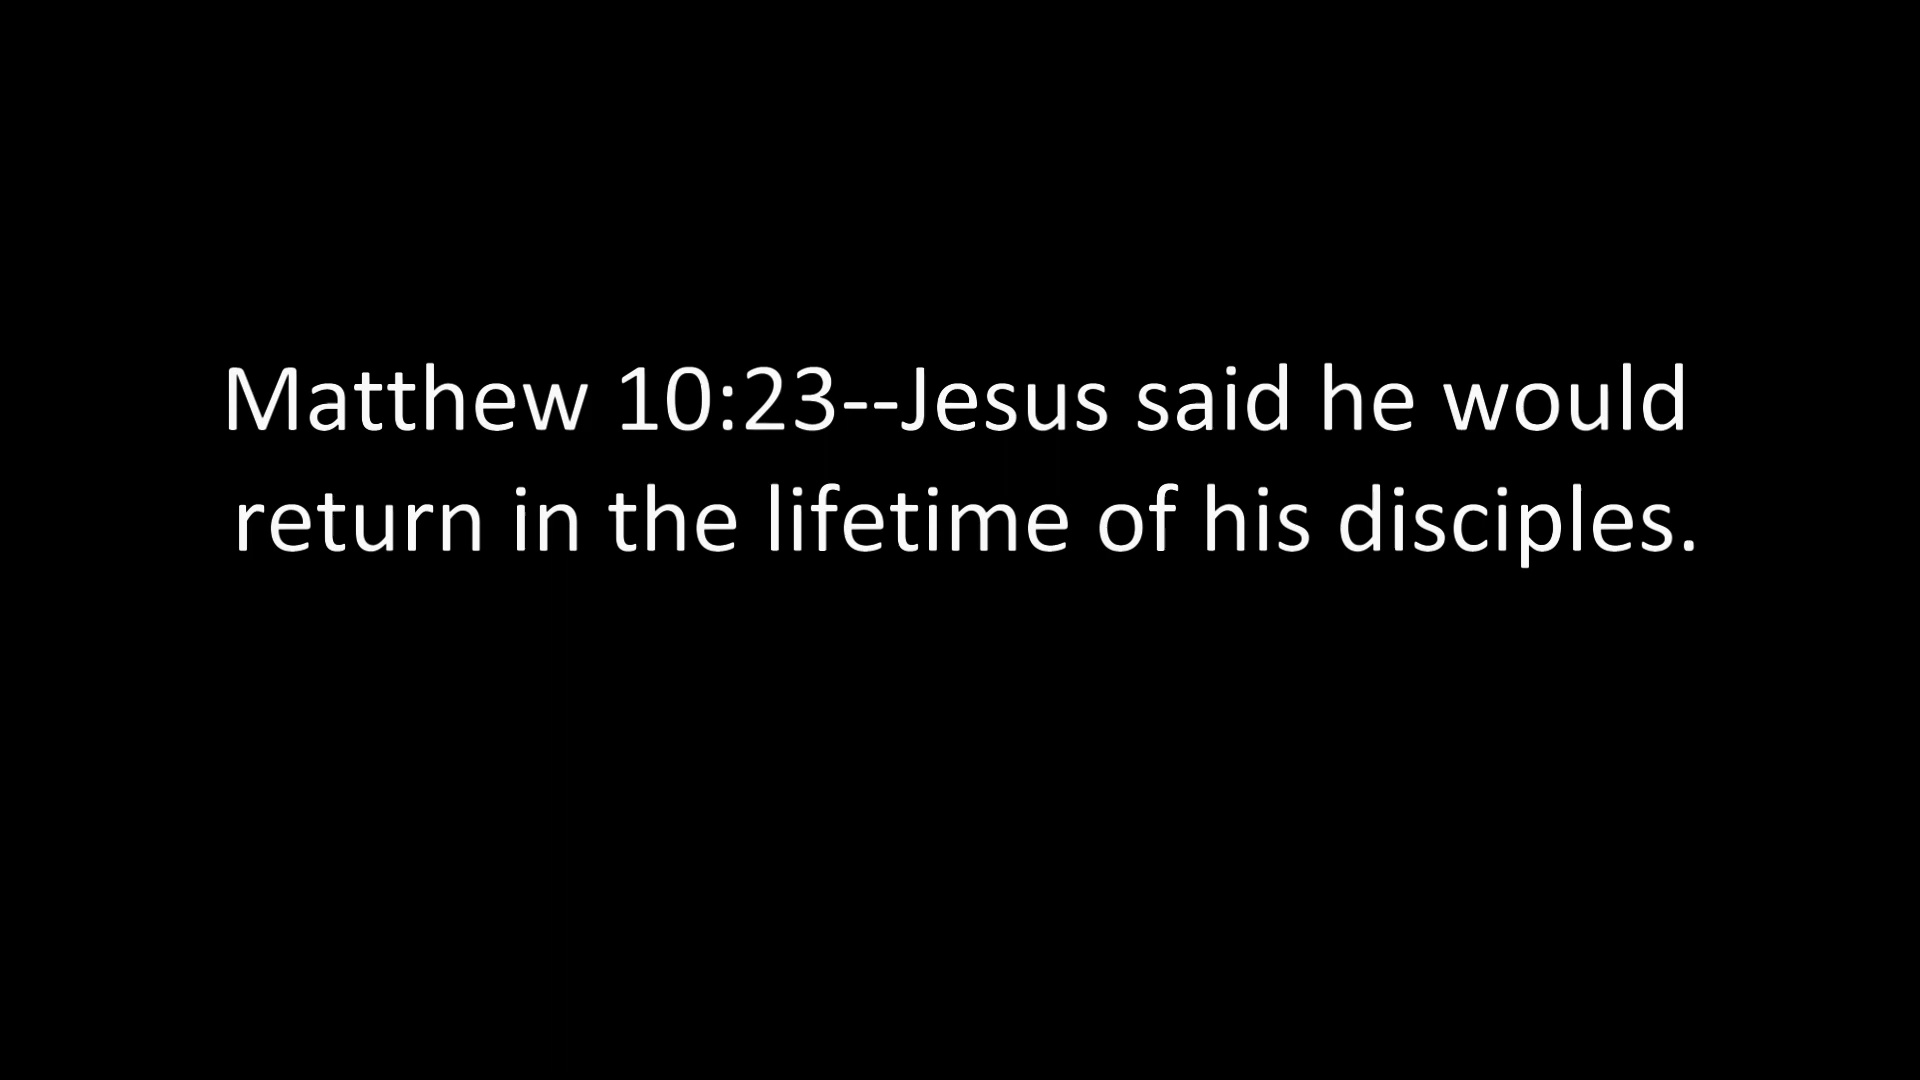 Matthew 10:23--Jesus said he would
return in the lifetime of his disciples.